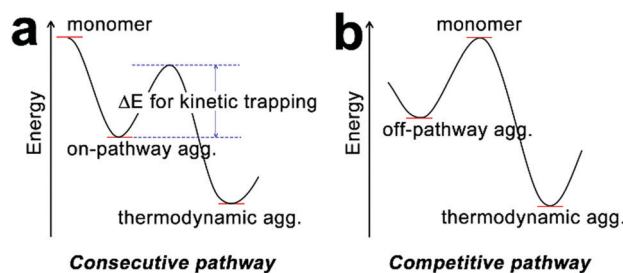 a
monomer
Energy
ΔE for kinetic trapping
on-pathway agg.
thermodynamic agg.
Consecutive pathway
b
monomer
Energy
off-pathway agg.
thermodynamic agg.
Competitive pathway